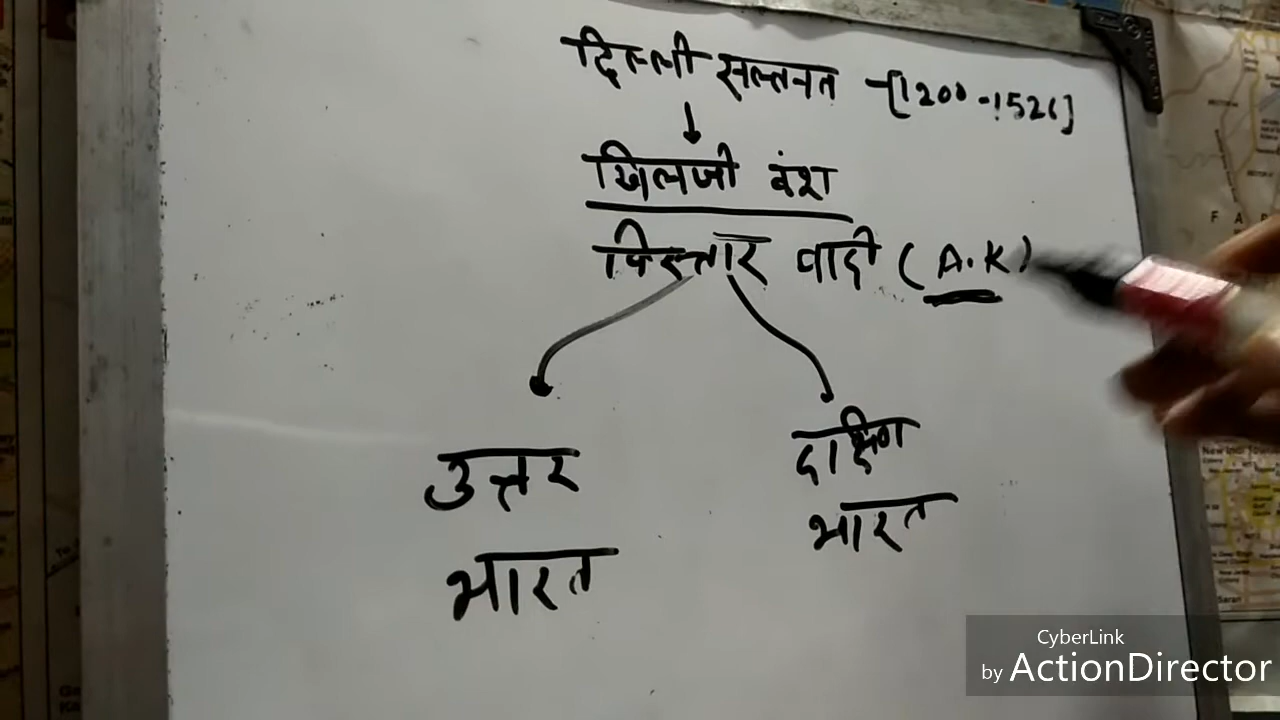 दिल्ली सल्तनत -[1200-1526]
↓
खिलजी वंश
विस्तार वादी (A.K)
उत्तर
भारत
दक्षिण
भारत
CyberLink
by ActionDirector